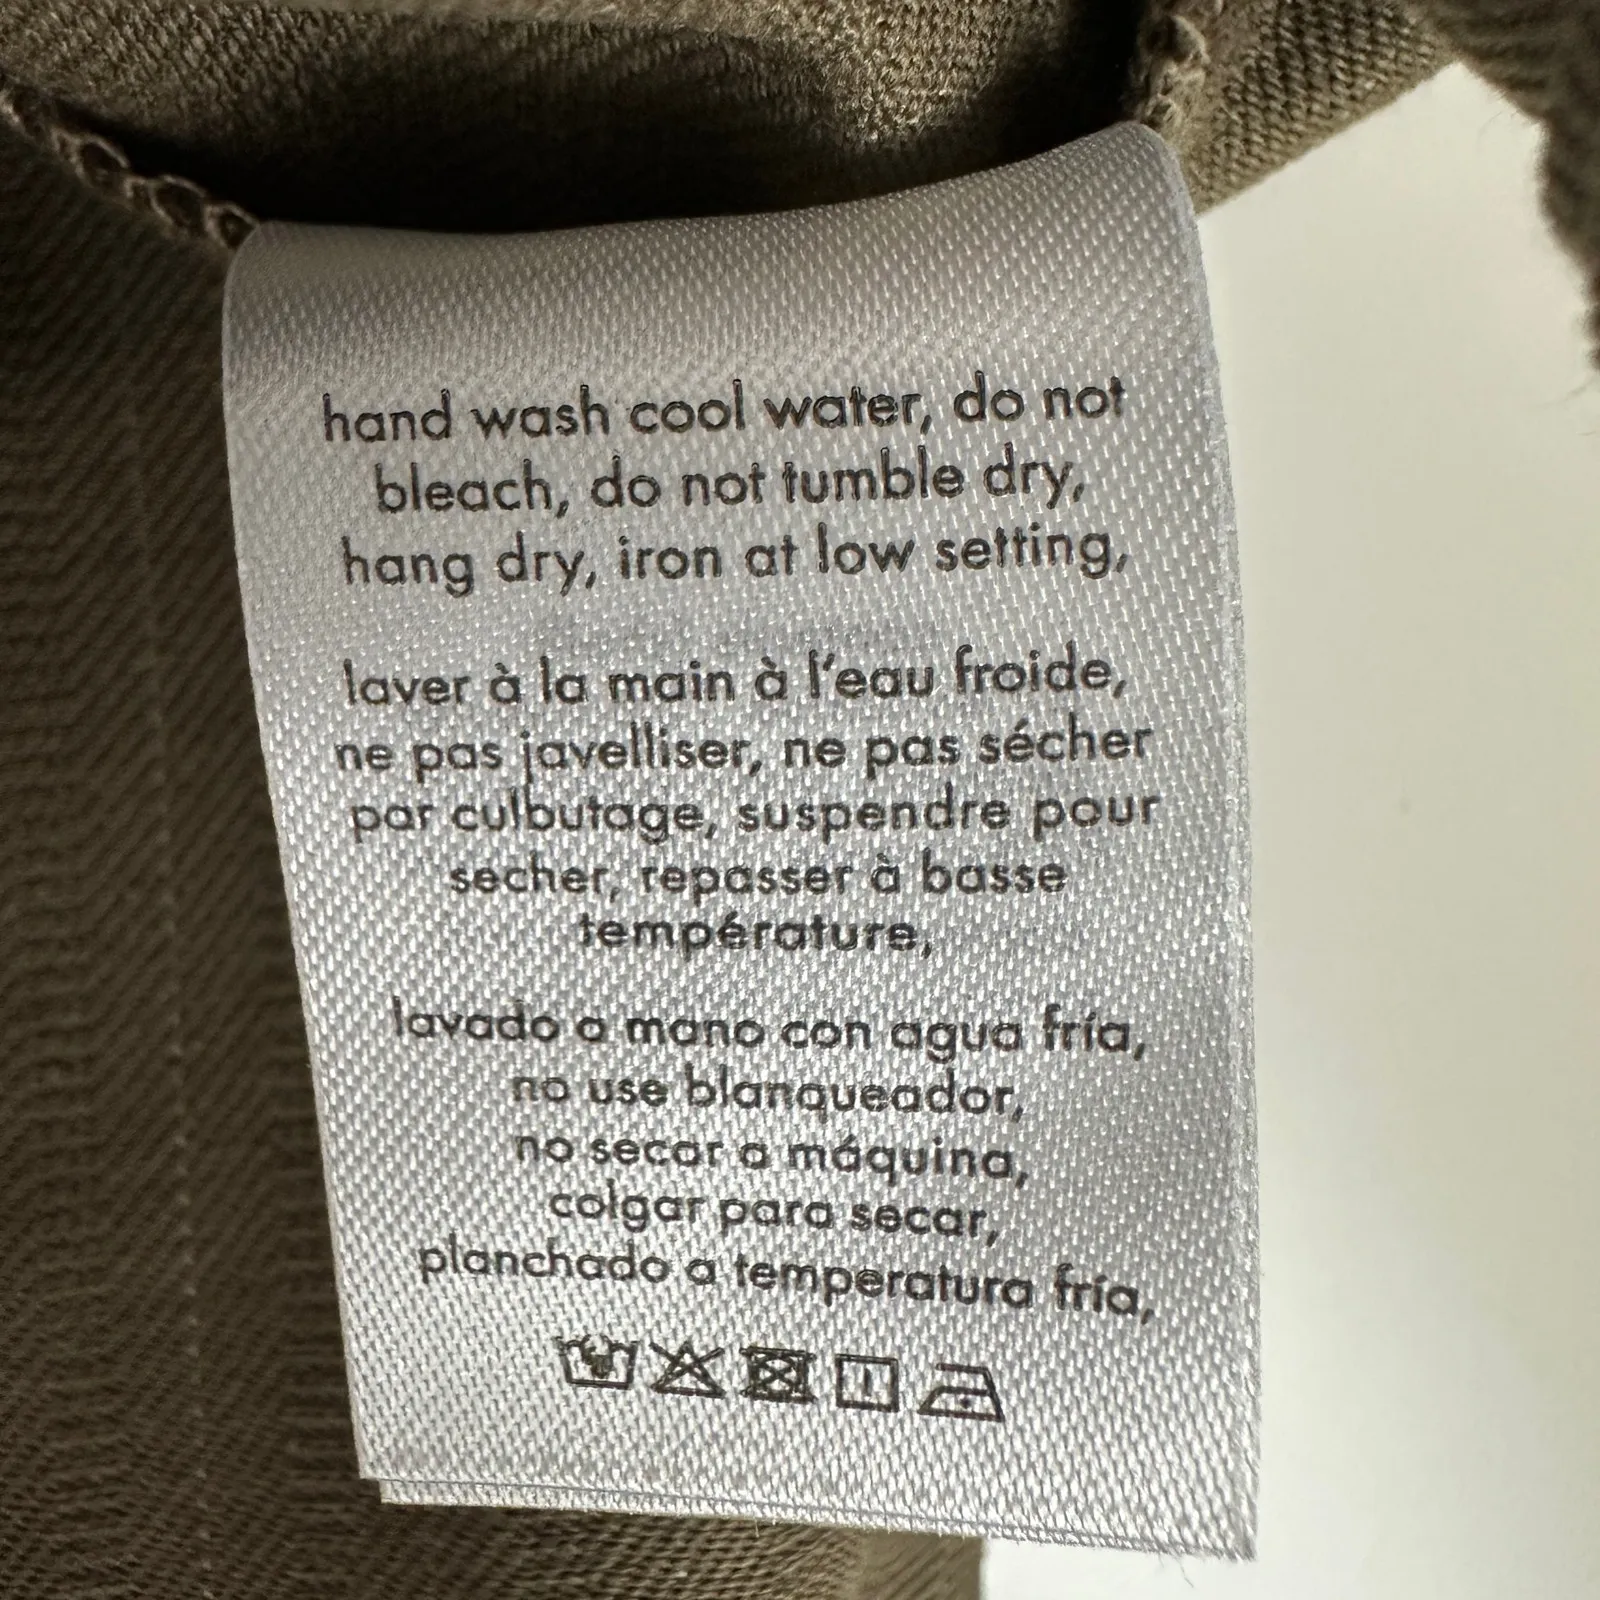 hand wash cool water, do not
bleach, do not tumble dry,
hang dry, iron at low setting,
laver à la main à l'eau froide,
ne pas javelliser, ne pas sécher
par culbutage, suspendre pour
secher, repasser à basse
température,
lavado a mano con agua fría,
no use blanqueador,
no secar a máquina,
colgar para secar,
planchado a temperatura fría,